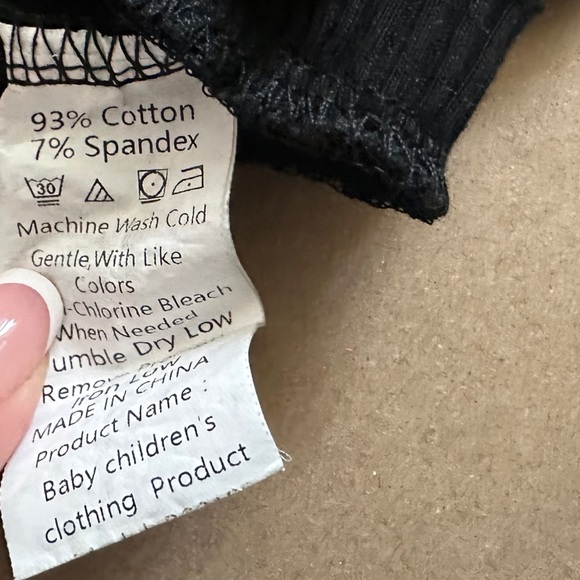 93% Cotton
7% Spandex
30
Machine Wash Cold
Gentle,With Like
Colors
-Chlorine Bleach
When Needed
umble Dry Low
Remo
Iron Low
MADE IN CHINA
Product Name :
Baby children's
clothing Product